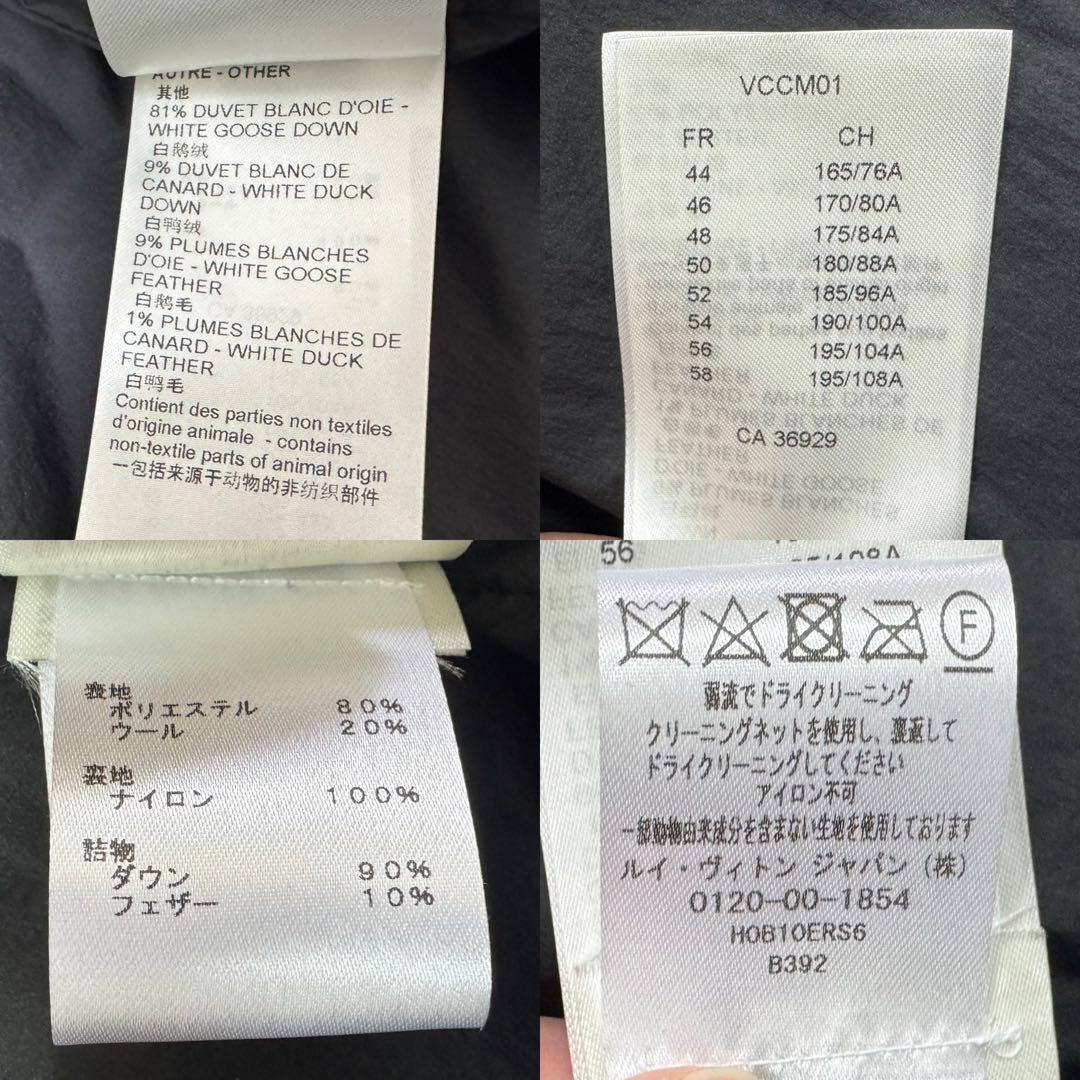 AUTRE - OTHER
其他
81% DUVET BLANC D'OIE -
WHITE GOOSE DOWN
白鹅绒
9% DUVET BLANC DE
CANARD - WHITE DUCK
DOWN
白鸭绒
9% PLUMES BLANCHES
D'OIE - WHITE GOOSE
FEATHER
白鹅毛
1% PLUMES BLANCHES DE
CANARD - WHITE DUCK
FEATHER
白鸭毛
Contient des parties non textiles
d'origine animale - contains
non-textile parts of animal origin
一包括来源于动物的非纺织部件
VCCM01
FR CH
44 165/76A
46 170/80A
48 175/84A
50 180/88A
52 185/96A
54 190/100A
56 195/104A
58 195/108A
CA 36929
表地
ポリエステル 80%
ウール 20%
裏地
ナイロン 100%
詰物
ダウン 90%
フェザー 10%
56
F
弱流でドライクリーニング
クリーニングネットを使用し、裏返して
ドライクリーニングしてください
アイロン不可
一部動物由来成分を含まない生地を使用しております
ルイ・ヴィトン ジャパン (株)
0120-00-1854
H0B10ERS6
B392